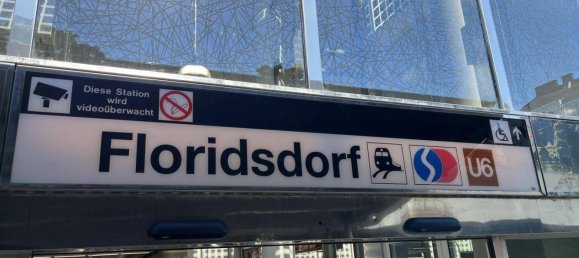 Diese Station
wird
videoüberwacht
Floridsdorf
U6